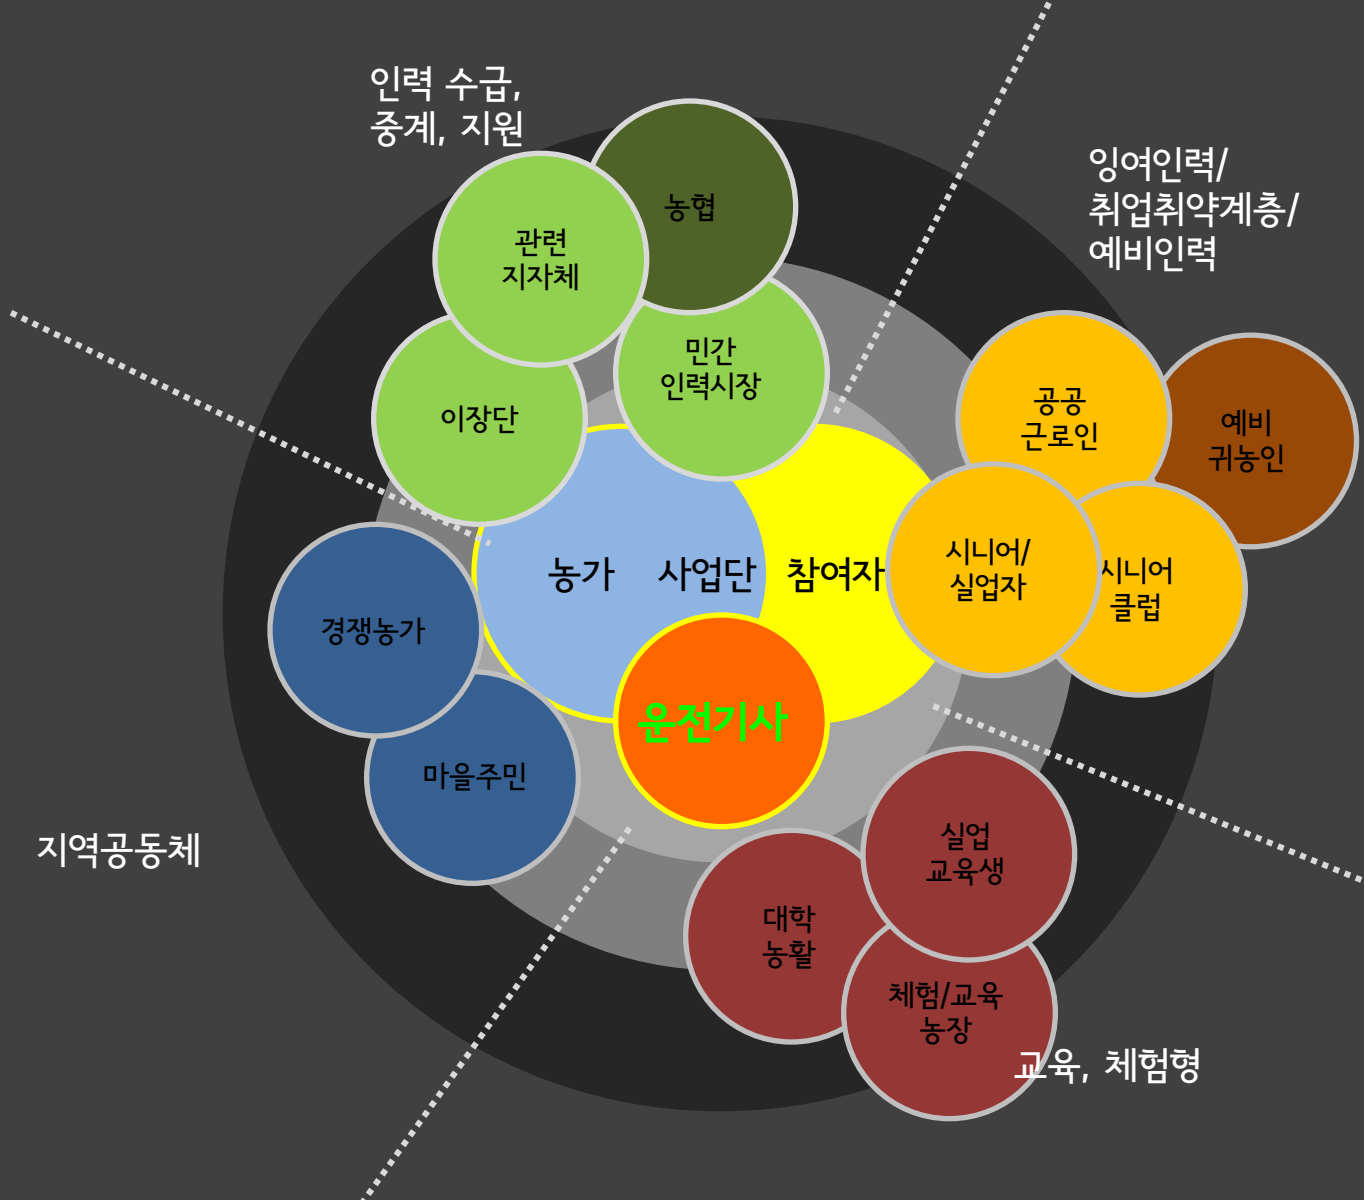 인력 수급,
중계, 지원
농협
관련
지자체
민간
인력시장
이장단
잉여인력/
취업취약계층/
예비인력
공공
근로인
예비
귀농인
시니어/
실업자
시니어
클럽
농가
사업단
참여자
운전기사
경쟁농가
마을주민
지역공동체
실업
교육생
대학
농활
체험/교육
농장
교육, 체험형